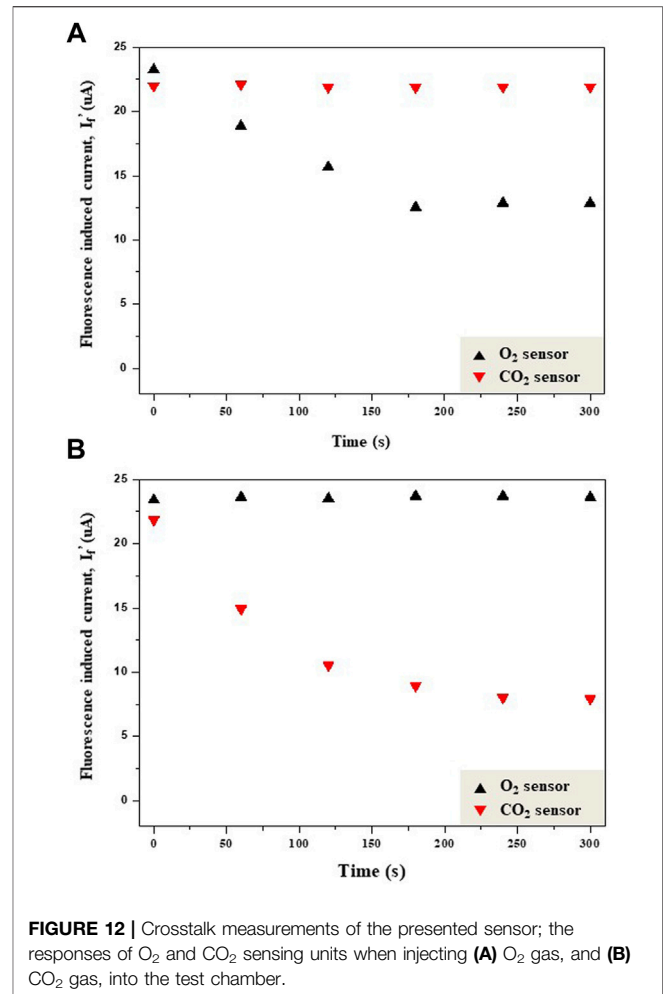 A
25
20
15
10
5
0
Fluorescence induced current, I_f' (uA)
O₂ sensor
CO₂ sensor
0 50 100 150 200 250 300
Time (s)
B
25
20
15
10
5
0
Fluorescence induced current, I_f' (uA)
O₂ sensor
CO₂ sensor
0 50 100 150 200 250 300
Time (s)
FIGURE 12 | Crosstalk measurements of the presented sensor; the
responses of O₂ and CO₂ sensing units when injecting (A) O₂ gas, and (B)
CO₂ gas, into the test chamber.